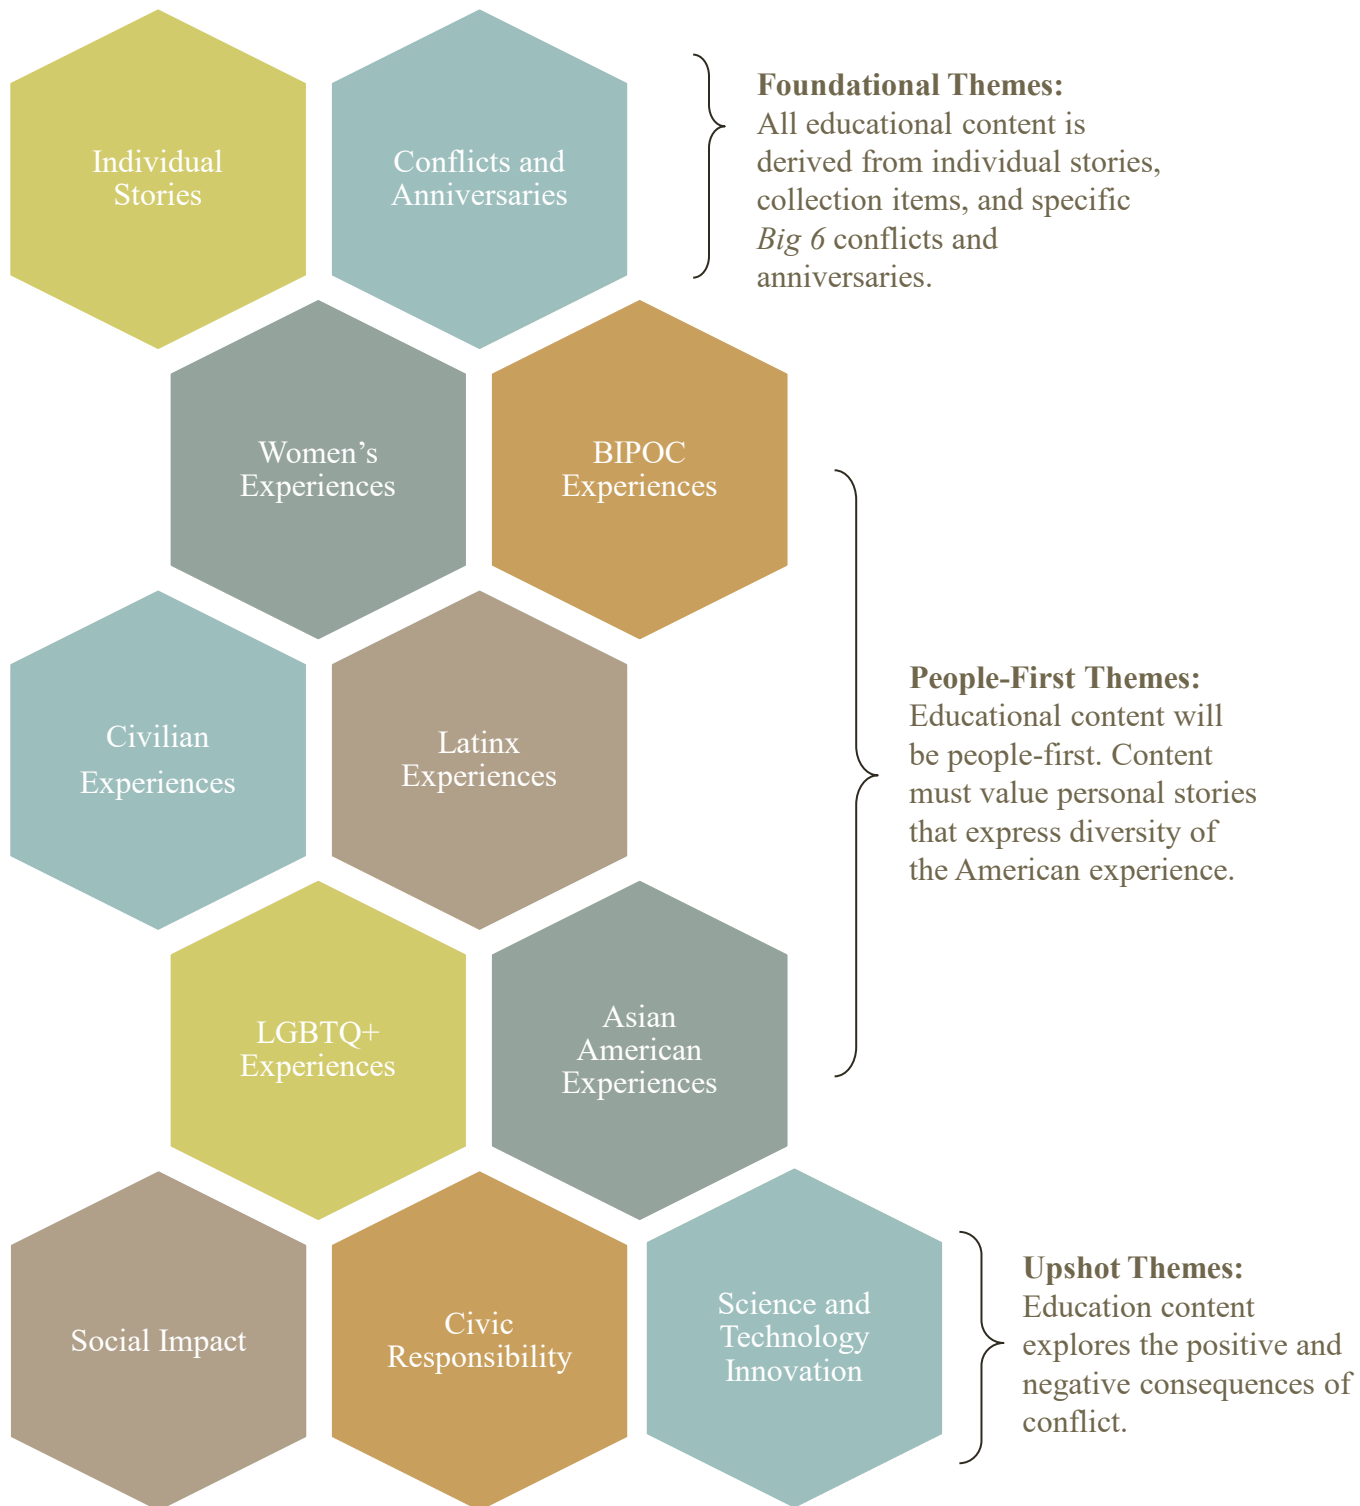 Individual
Stories
Conflicts and
Anniversaries
Foundational Themes:
All educational content is
derived from individual stories,
collection items, and specific
Big 6 conflicts and
anniversaries.
Women’s
Experiences
BIPOC
Experiences
Civilian
Experiences
Latinx
Experiences
People-First Themes:
Educational content will
be people-first. Content
must value personal stories
that express diversity of
the American experience.
LGBTQ+
Experiences
Asian
American
Experiences
Social Impact
Civic
Responsibility
Science and
Technology
Innovation
Upshot Themes:
Education content
explores the positive and
negative consequences of
conflict.